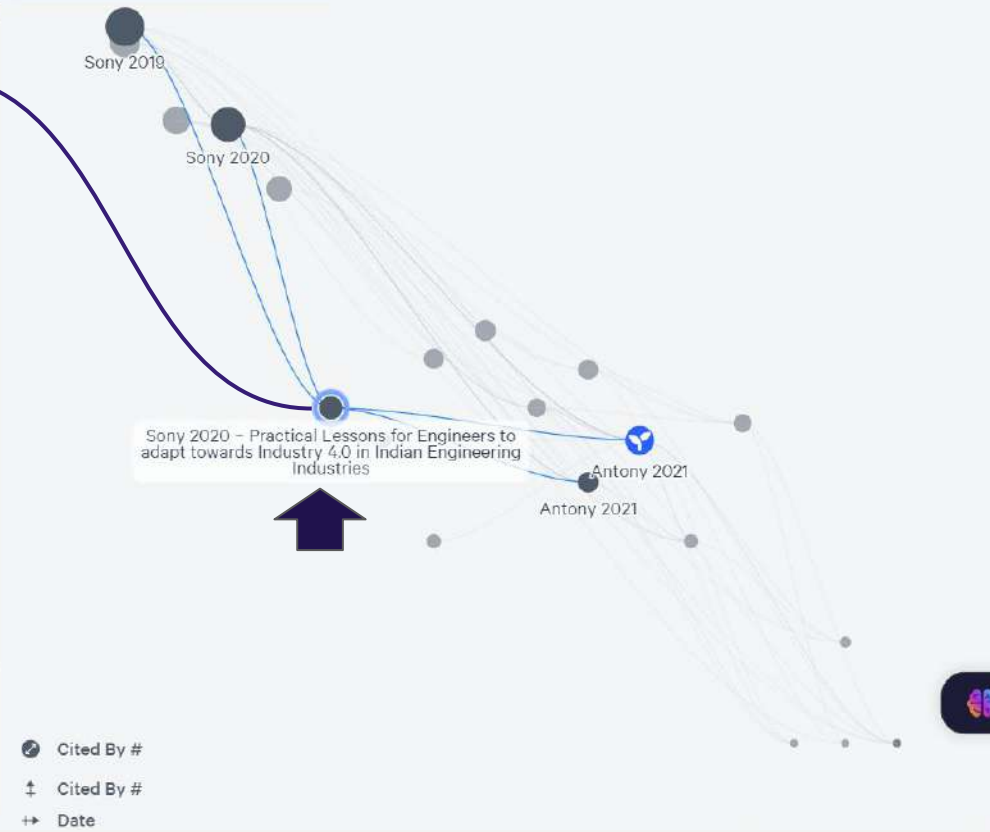 Sony 2019
Sony 2020
Sony 2020 – Practical Lessons for Engineers to
adapt towards Industry 4.0 in Indian Engineering
Industries
Antony 2021
Antony 2021
Cited By #
Cited By #
Date